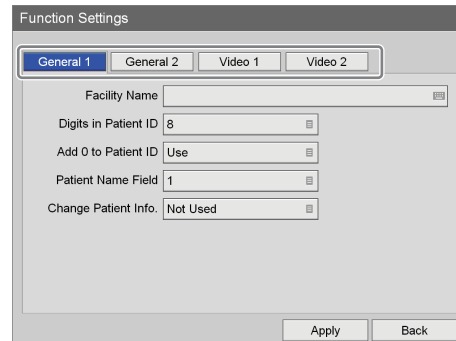 Function Settings
General 1 General 2 Video 1 Video 2
Facility Name
Digits in Patient ID 8
Add 0 to Patient ID Use
Patient Name Field 1
Change Patient Info. Not Used
Apply Back